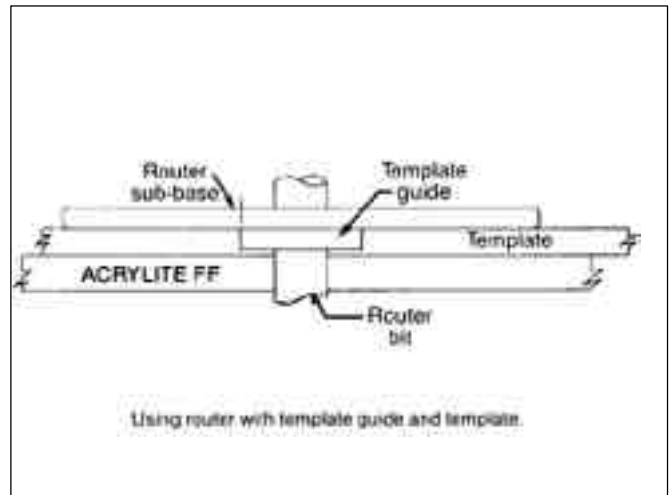 Router
sub-base
Template
guide
Template
ACRYLITE FF
Router
bit
Using router with template guide and template.